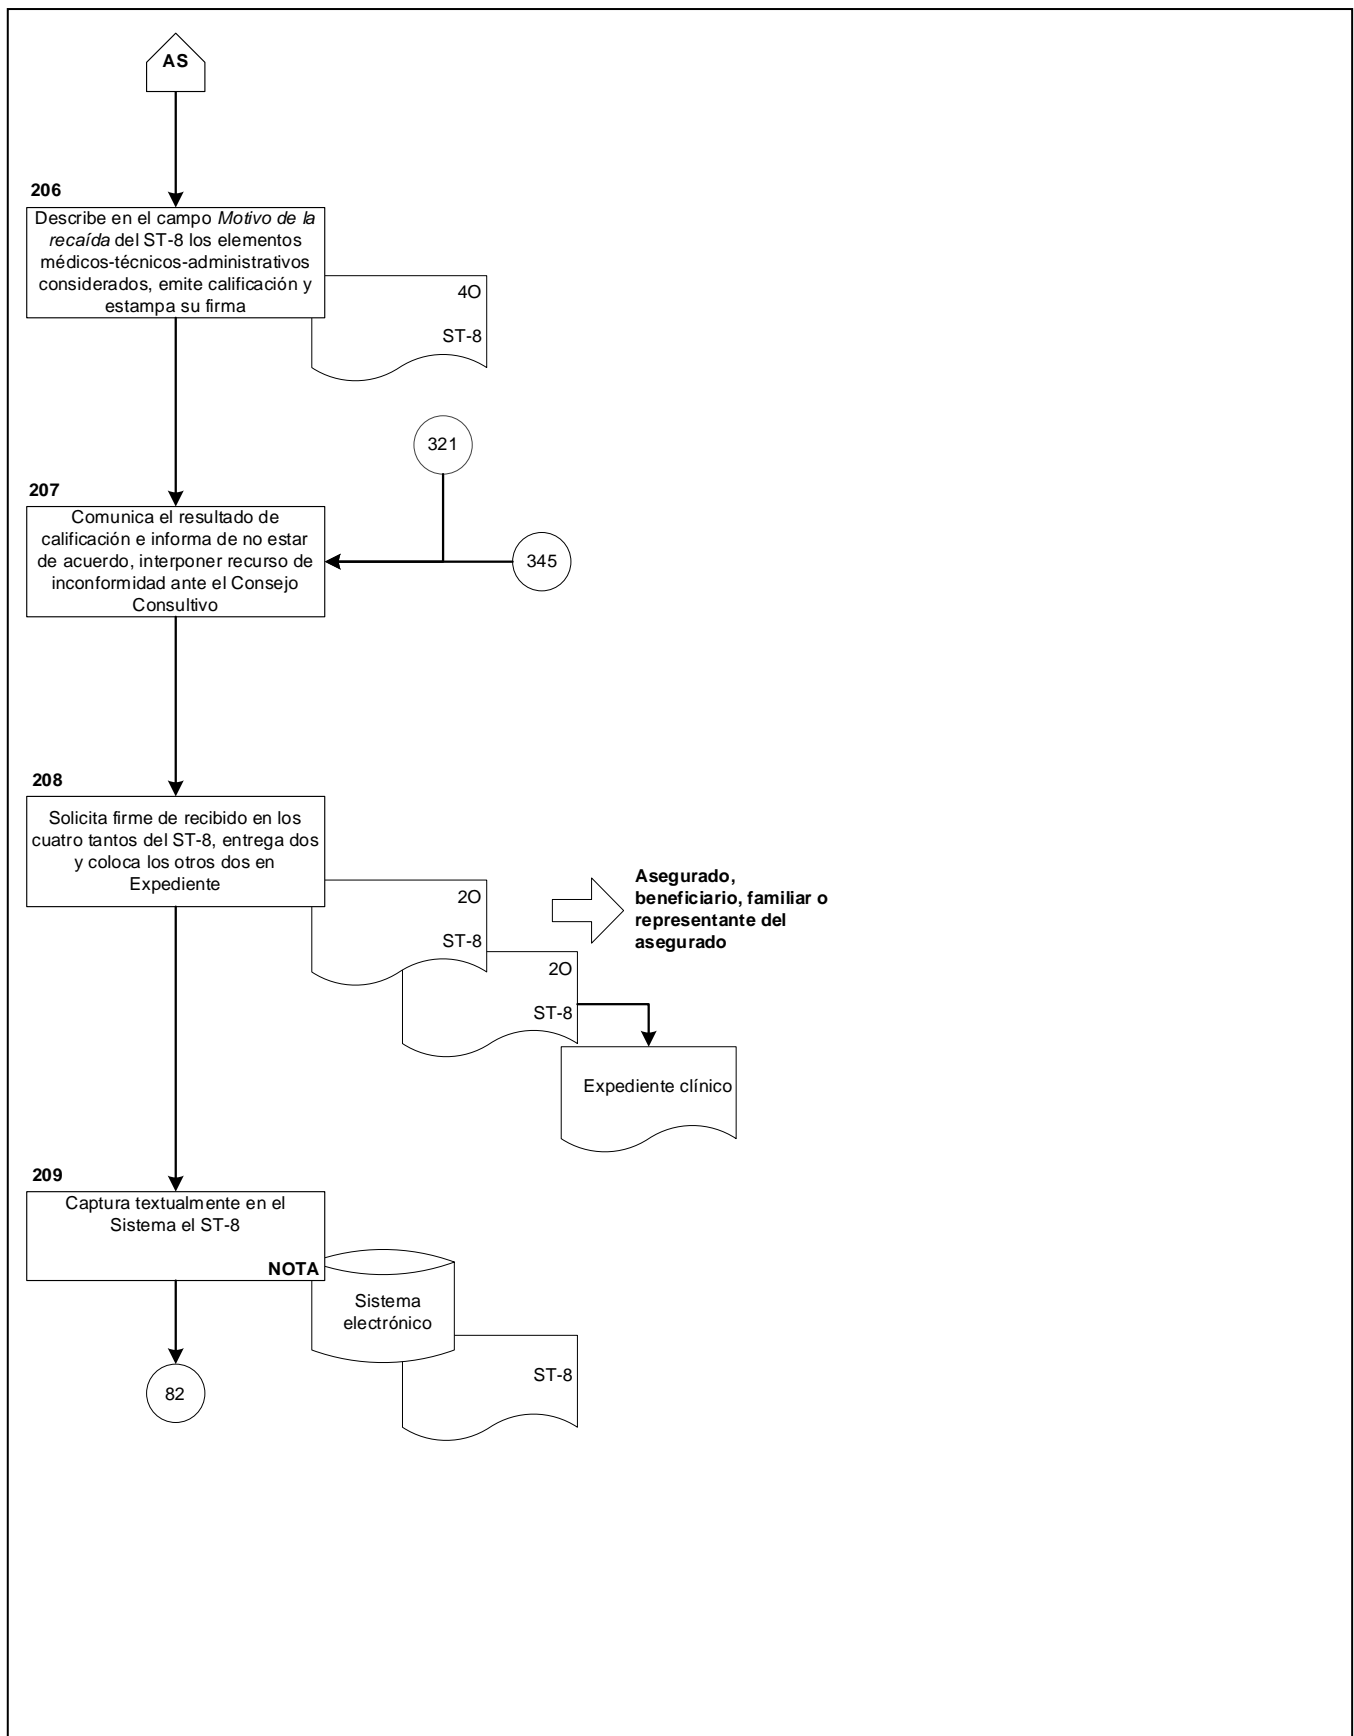 AS
206
Describe en el campo Motivo de la
recaída del ST-8 los elementos
médicos-técnicos-administrativos
considerados, emite calificación y
estampa su firma
4O
ST-8
321
207
Comunica el resultado de
calificación e informa de no estar
de acuerdo, interponer recurso de
inconformidad ante el Consejo
Consultivo
345
208
Solicita firme de recibido en los
cuatro tantos del ST-8, entrega dos
y coloca los otros dos en
Expediente
2O
ST-8
Asegurado,
beneficiario, familiar o
representante del
asegurado
2O
ST-8
Expediente clínico
209
Captura textualmente en el
Sistema el ST-8
NOTA
Sistema
electrónico
ST-8
82